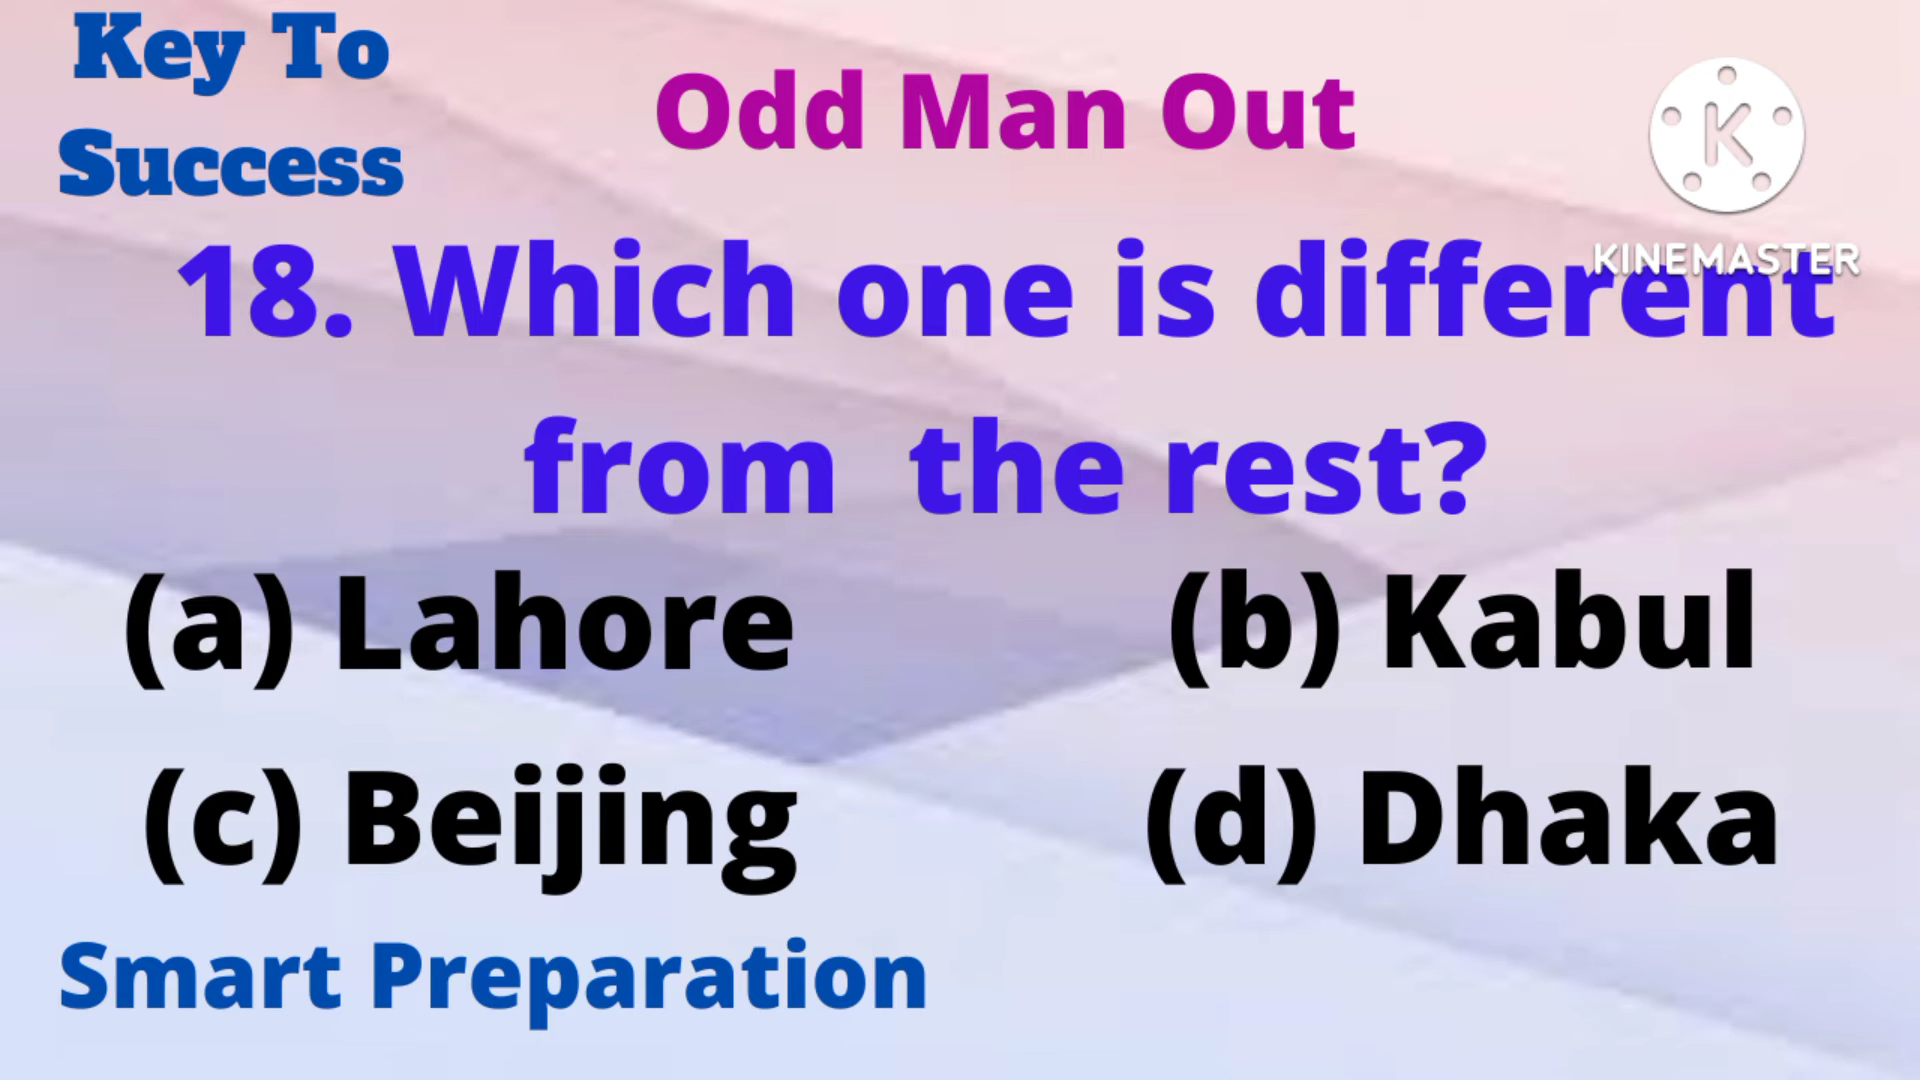 Key To
Success
Odd Man Out
KINEMASTER
18. Which one is different
from the rest?
(a) Lahore
(b) Kabul
(c) Beijing
(d) Dhaka
Smart Preparation